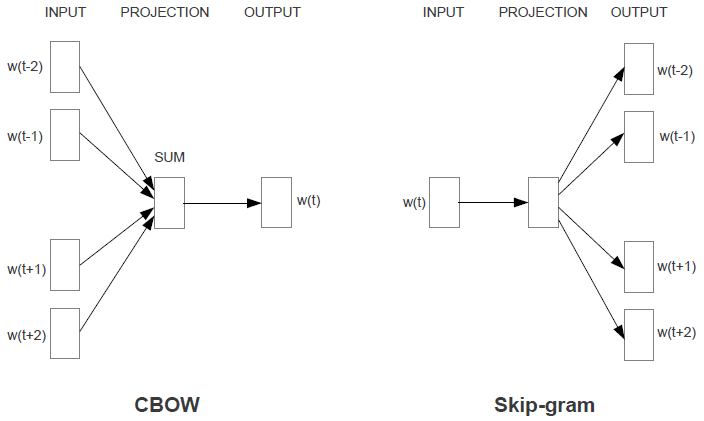 INPUT PROJECTION OUTPUT
w(t-2)
w(t-1)
SUM
w(t)
w(t+1)
w(t+2)
CBOW
INPUT PROJECTION OUTPUT
w(t-2)
w(t-1)
w(t)
w(t+1)
w(t+2)
Skip-gram